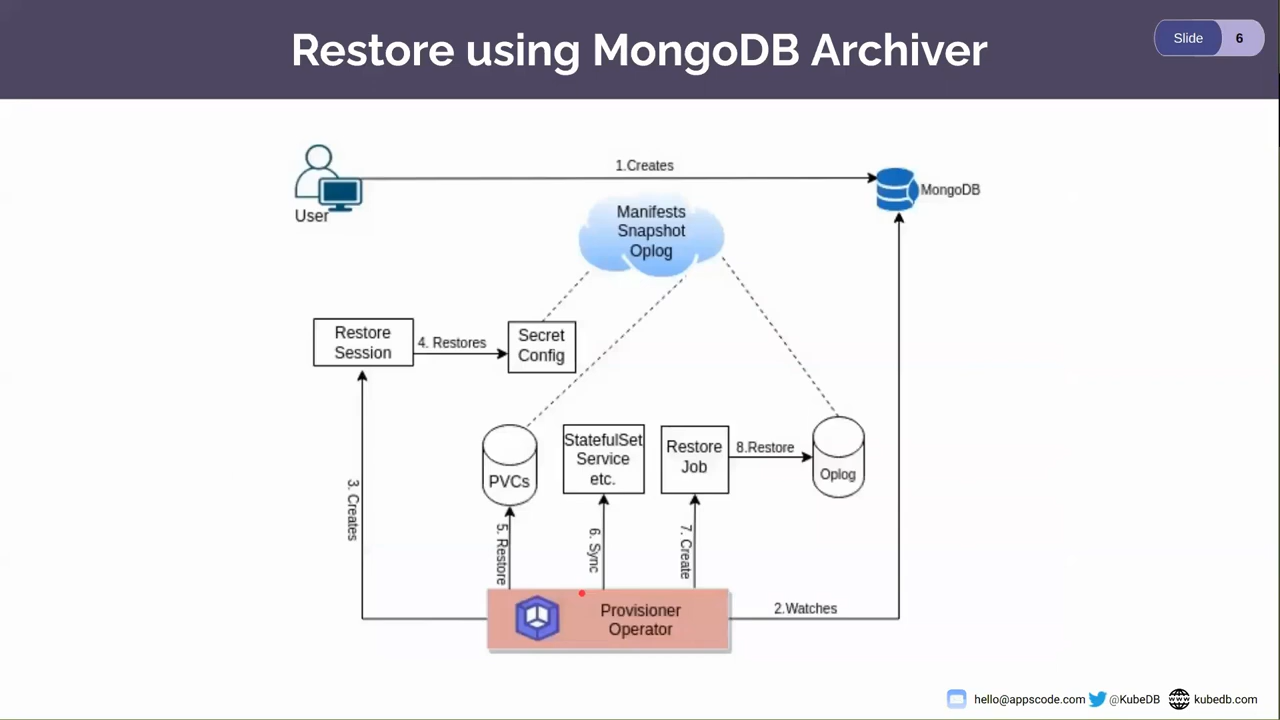 Restore using MongoDB Archiver
Slide 6
1.Creates
User
MongoDB
Manifests
Snapshot
Oplog
Restore
Session
4. Restores
Secret
Config
3. Creates
PVCs
StatefulSet
Service
etc.
Restore
Job
8.Restore
Oplog
5. Restore
6. Sync
7. Create
Provisioner
Operator
2.Watches
hello@appscode.com @KubeDB www kubedb.com